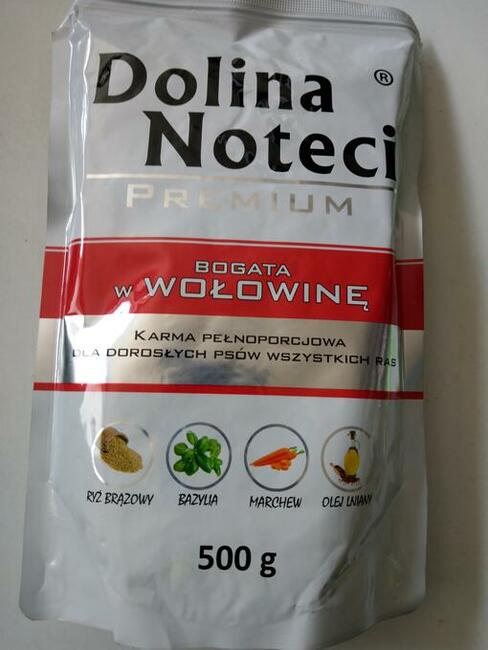 Dolina ®
Noteci
PREMIUM
BOGATA
W WOŁOWINĘ
KARMA PEŁNOPORCJOWA
DLA DOROSŁYCH PSÓW WSZYSTKICH RAS
RYŻ BRĄZOWY BAZYLIA MARCHEW OLEJ LNIANY
500 g